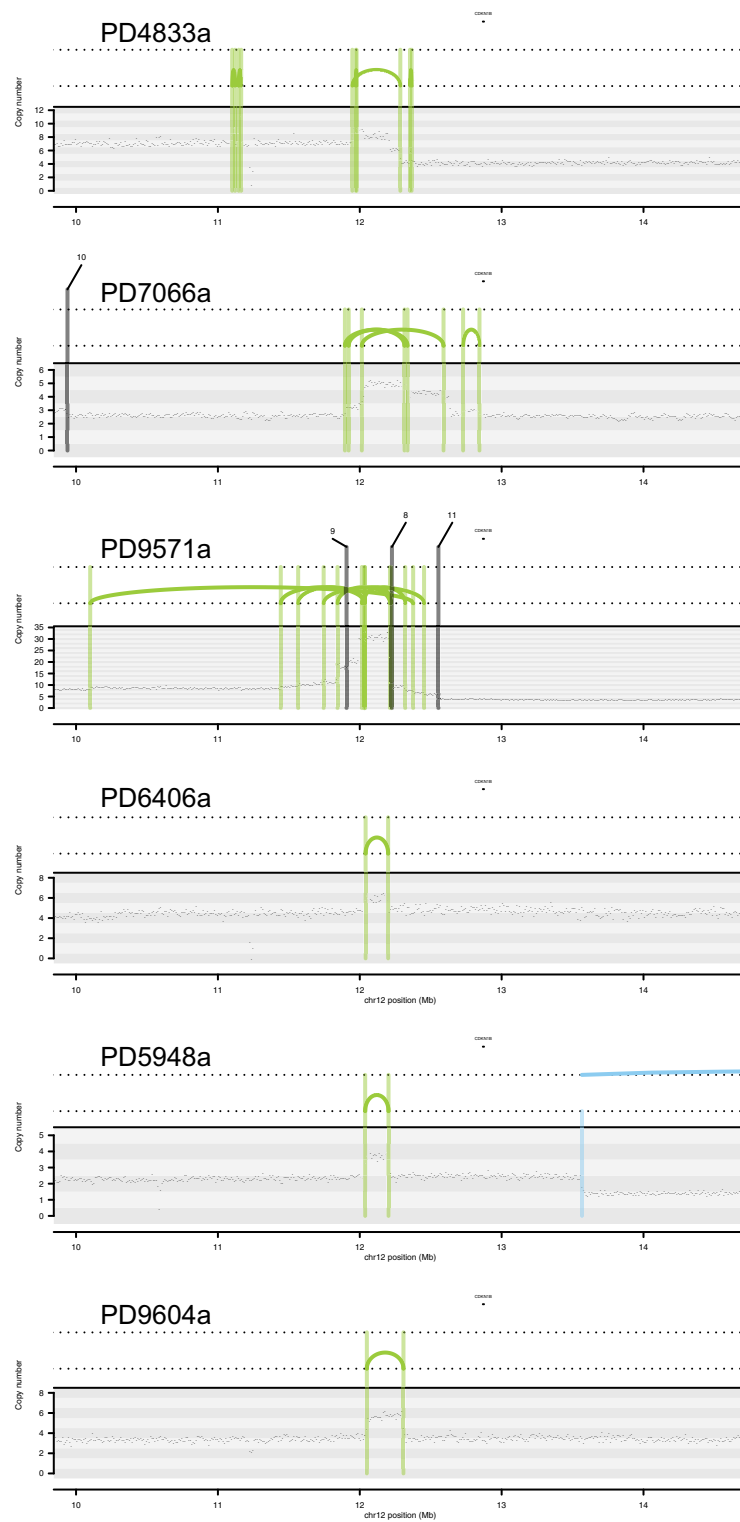 CDKN1B
PD4833a
Copy number
12
10
8
6
4
2
0
10 11 12 13 14
10
CDKN1B
PD7066a
Copy number
6
5
4
3
2
1
0
10 11 12 13 14
9 8 11
CDKN1B
PD9571a
Copy number
35
30
25
20
15
10
5
0
10 11 12 13 14
CDKN1B
PD6406a
Copy number
8
6
4
2
0
10 11 12 13 14
chr12 position (Mb)
CDKN1B
PD5948a
Copy number
5
4
3
2
1
0
10 11 12 13 14
chr12 position (Mb)
CDKN1B
PD9604a
Copy number
8
6
4
2
0
10 11 12 13 14
chr12 position (Mb)